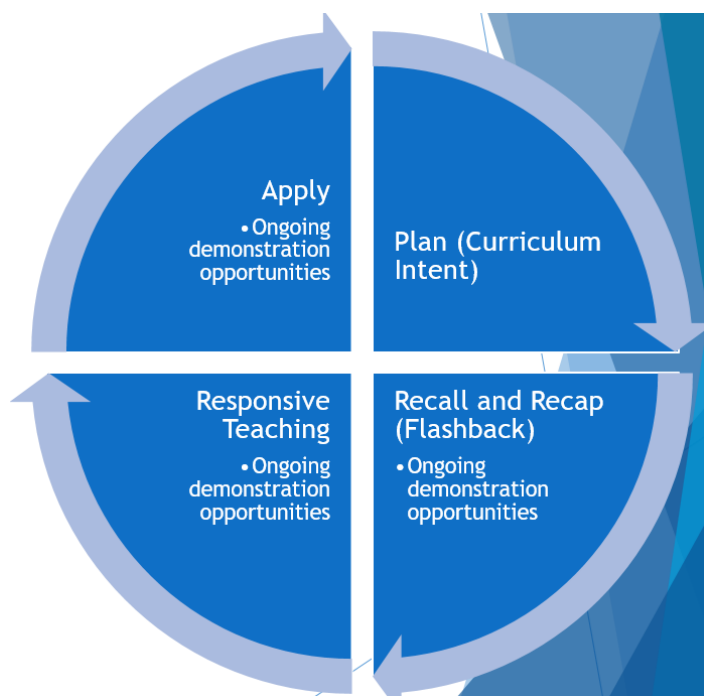 Apply
•Ongoing
demonstration
opportunities
Plan (Curriculum
Intent)
Responsive
Teaching
•Ongoing
demonstration
opportunities
Recall and Recap
(Flashback)
•Ongoing
demonstration
opportunities